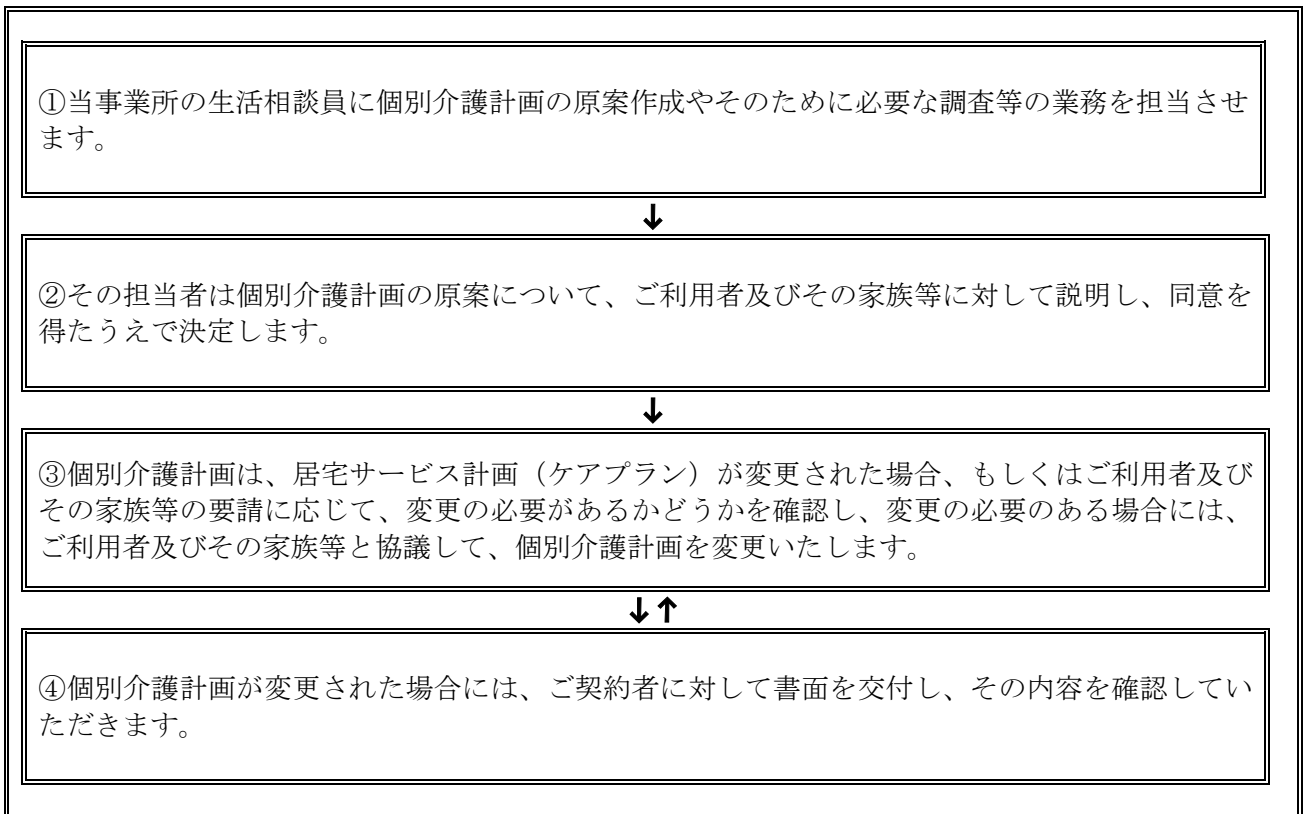 ①当事業所の生活相談員に個別介護計画の原案作成やそのために必要な調査等の業務を担当させ
ます。
↓
②その担当者は個別介護計画の原案について、ご利用者及びその家族等に対して説明し、同意を
得たうえで決定します。
↓
③個別介護計画は、居宅サービス計画（ケアプラン）が変更された場合、もしくはご利用者及び
その家族等の要請に応じて、変更の必要があるかどうかを確認し、変更の必要のある場合には、
ご利用者及びその家族等と協議して、個別介護計画を変更いたします。
↓↑
④個別介護計画が変更された場合には、ご契約者に対して書面を交付し、その内容を確認してい
ただきます。